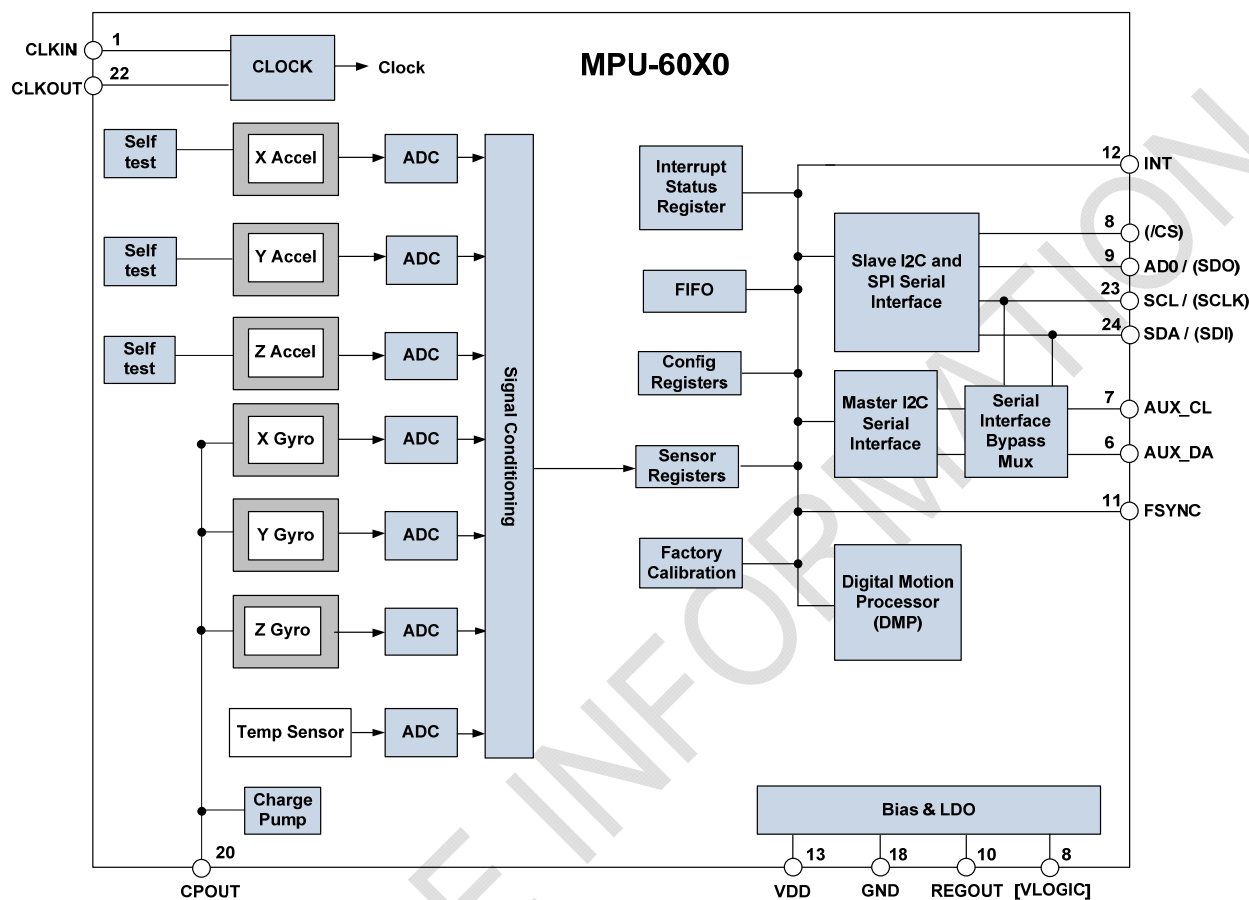 MPU-60X0
1
CLKIN
22
CLKOUT
CLOCK
Clock
Self
test
X Accel
ADC
Self
test
Y Accel
ADC
Self
test
Z Accel
ADC
X Gyro
ADC
Y Gyro
ADC
Z Gyro
ADC
Temp Sensor
ADC
Charge
Pump
20
CPOUT
Signal Conditioning
Interrupt
Status
Register
FIFO
Config
Registers
Sensor
Registers
Factory
Calibration
Slave I2C and
SPI Serial
Interface
Master I2C
Serial
Interface
Serial
Interface
Bypass
Mux
Digital Motion
Processor
(DMP)
12
INT
8
(/CS)
9
AD0 / (SDO)
23
SCL / (SCLK)
24
SDA / (SDI)
7
AUX_CL
6
AUX_DA
11
FSYNC
Bias & LDO
13
18
10
8
VDD
GND
REGOUT
[VLOGIC]
E INFORMATION